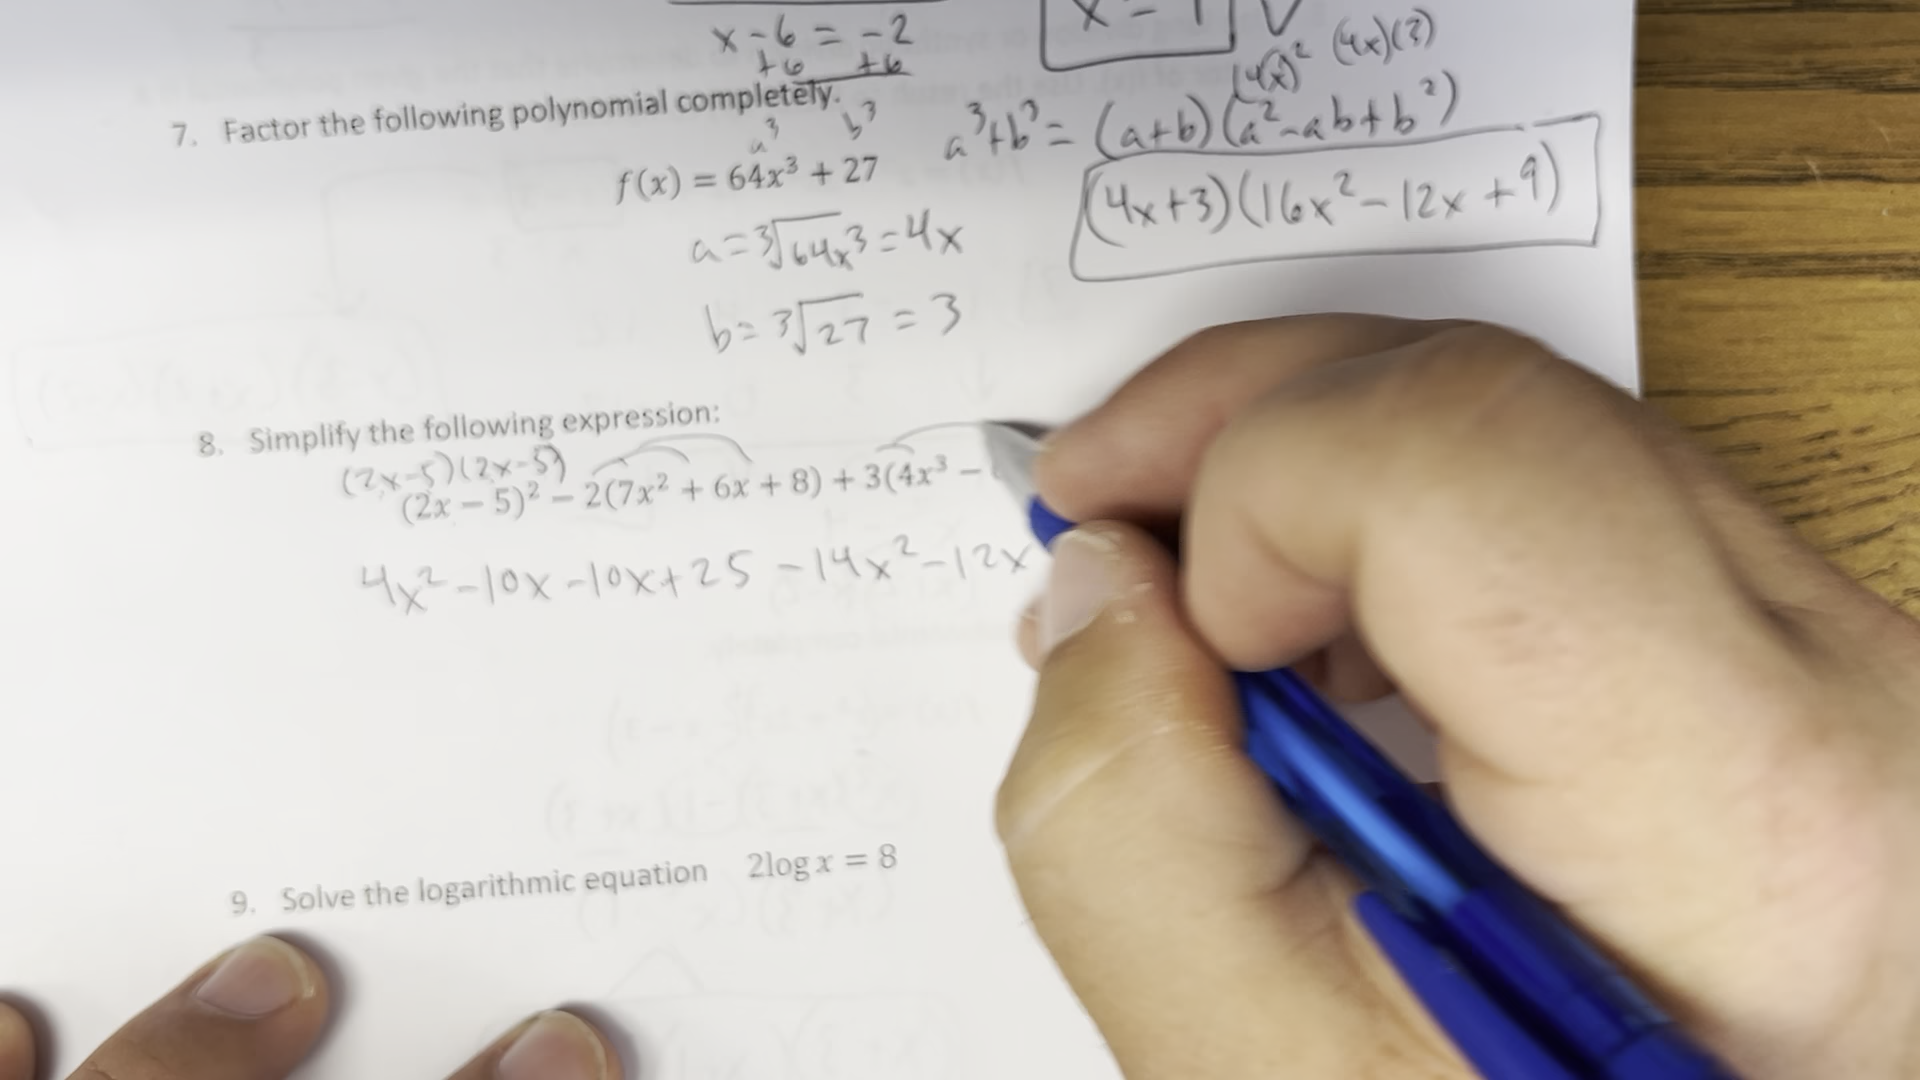 x - 6 = -2
+6 +6
x = 1
(4x)² (4x)(3)
7. Factor the following polynomial completely.
a³ b³
a³+b³ = (a+b)(a²-ab+b²)
f(x) = 64x³ + 27
(4x+3)(16x²-12x+9)
a = ∛64x³ = 4x
b = ∛27 = 3
8. Simplify the following expression:
(2x-5)(2x-5)
(2x − 5)² − 2(7x² + 6x + 8) + 3(4x³ −
4x²-10x-10x+25 -14x²-12x
9. Solve the logarithmic equation 2log x = 8